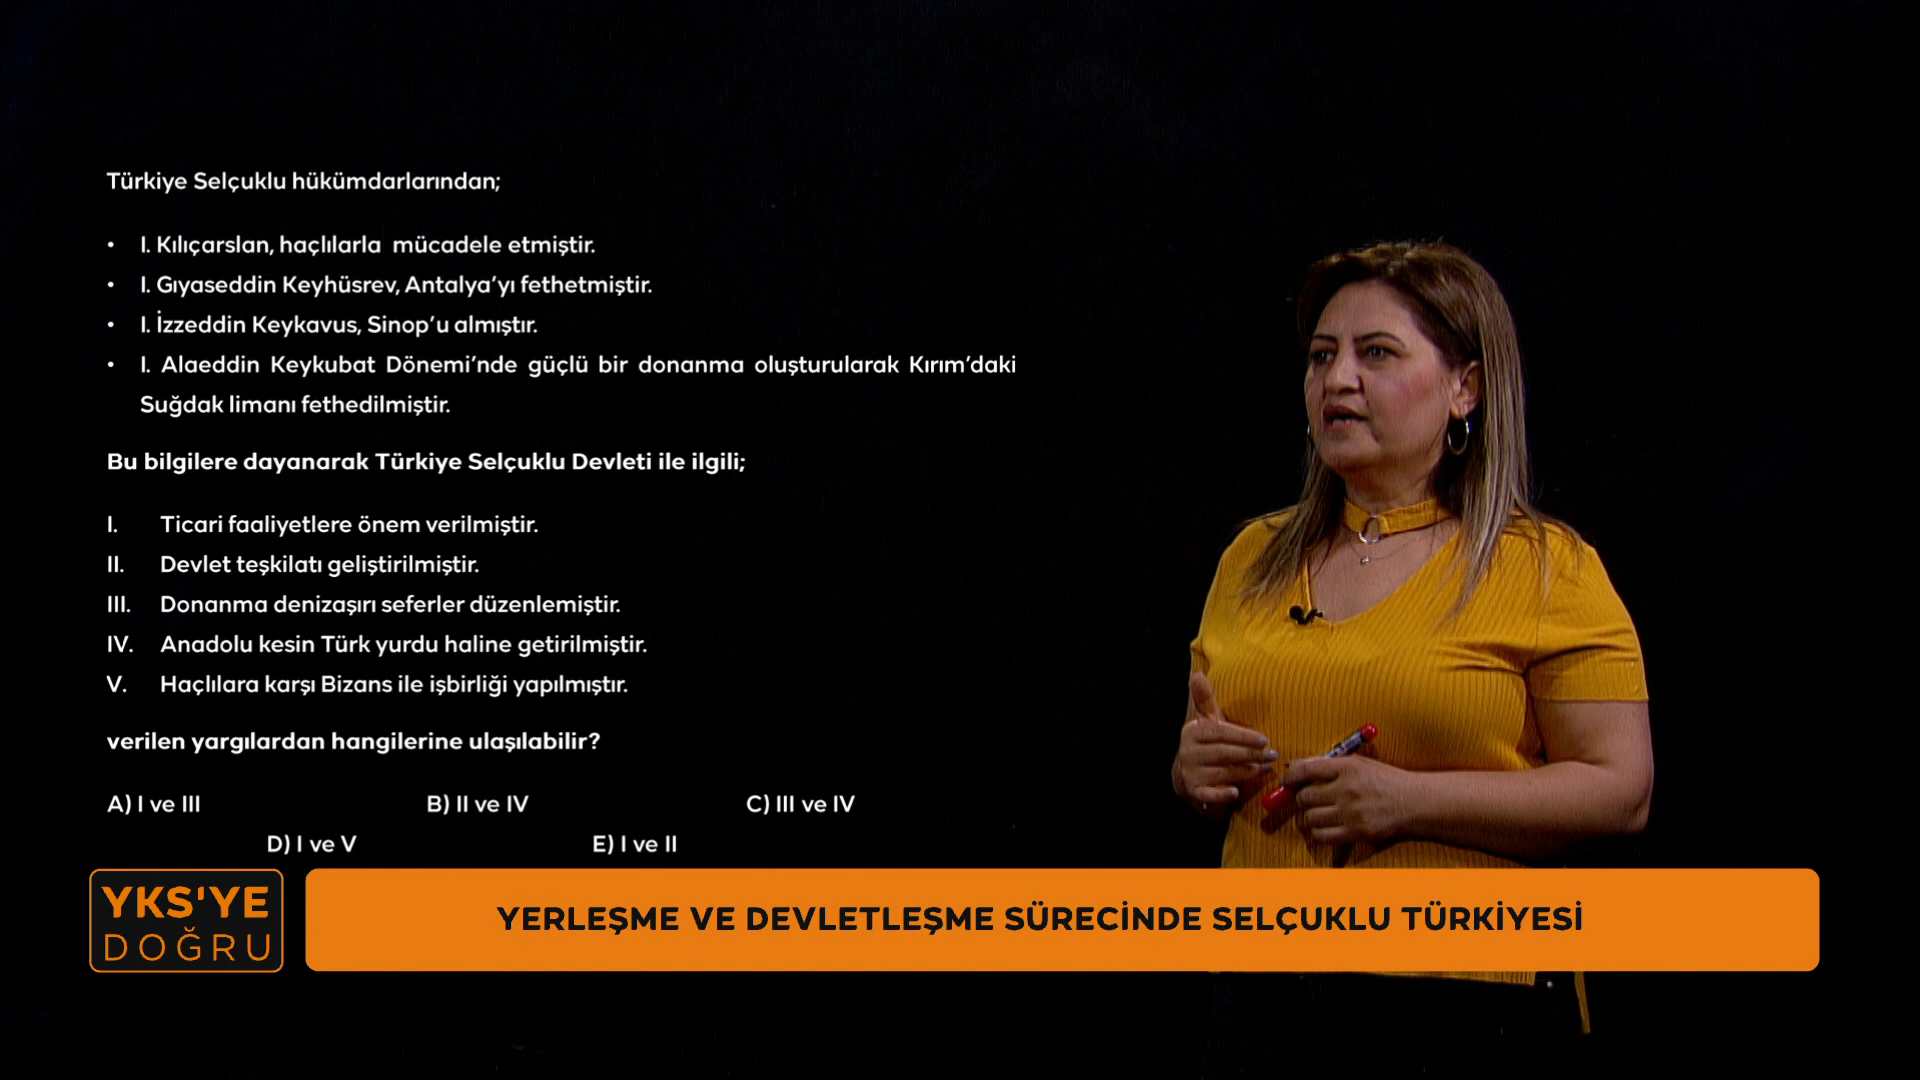 Türkiye Selçuklu hükümdarlarından;
• I. Kılıçarslan, haçlılarla mücadele etmiştir.
• I. Gıyaseddin Keyhüsrev, Antalya'yı fethetmiştir.
• I. İzzeddin Keykavus, Sinop'u almıştır.
• I. Alaeddin Keykubat Dönemi'nde güçlü bir donanma oluşturularak Kırım'daki
Suğdak limanı fethedilmiştir.
Bu bilgilere dayanarak Türkiye Selçuklu Devleti ile ilgili;
I. Ticari faaliyetlere önem verilmiştir.
II. Devlet teşkilatı geliştirilmiştir.
III. Donanma denizaşırı seferler düzenlemiştir.
IV. Anadolu kesin Türk yurdu haline getirilmiştir.
V. Haçlılara karşı Bizans ile işbirliği yapılmıştır.
verilen yargılardan hangilerine ulaşılabilir?
A) I ve III B) II ve IV C) III ve IV
D) I ve V E) I ve II
YKS'YE
DOĞRU
YERLEŞME VE DEVLETLEŞME SÜRECİNDE SELÇUKLU TÜRKİYESİ